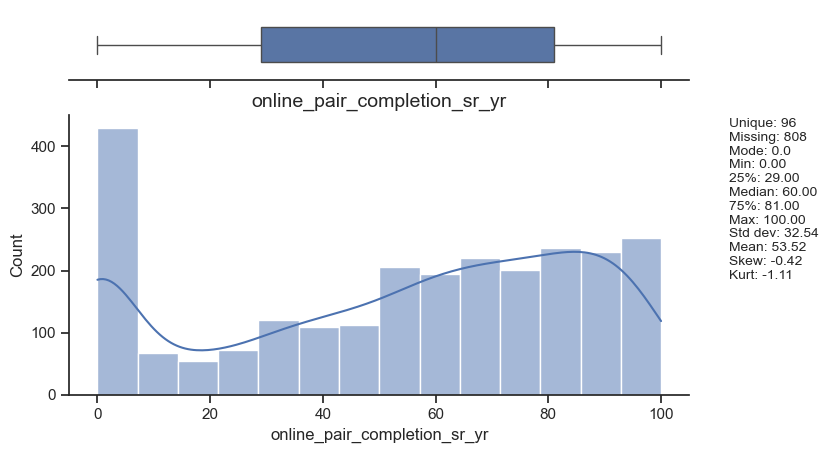 online_pair_completion_sr_yr
400
300
200
100
0
Count
0 20 40 60 80 100
online_pair_completion_sr_yr
Unique: 96
Missing: 808
Mode: 0.0
Min: 0.00
25%: 29.00
Median: 60.00
75%: 81.00
Max: 100.00
Std dev: 32.54
Mean: 53.52
Skew: -0.42
Kurt: -1.11